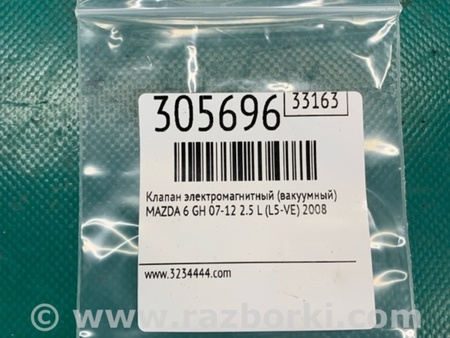 305696
33163
Клапан электромагнитный (вакуумный)
MAZDA 6 GH 07-12 2.5 L (L5-VE) 2008
www.3234444.com
© www.razborki.com